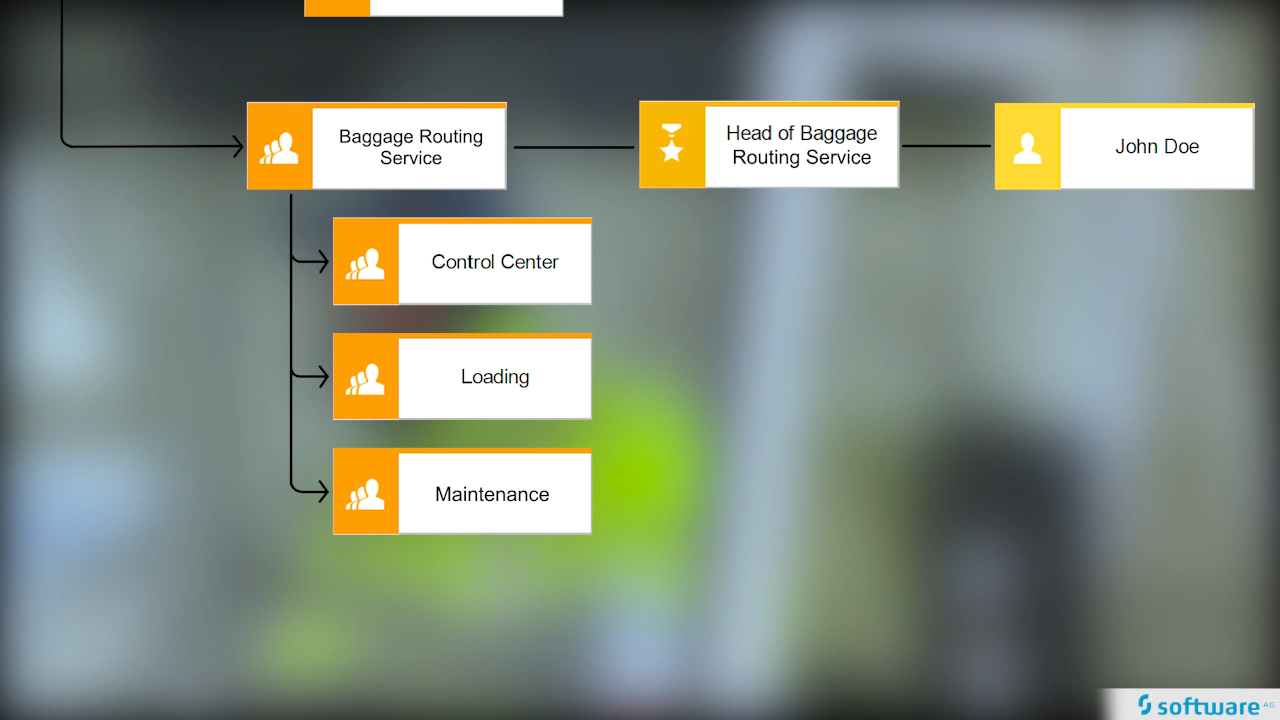 Baggage Routing
Service
Head of Baggage
Routing Service
John Doe
Control Center
Loading
Maintenance
software AG